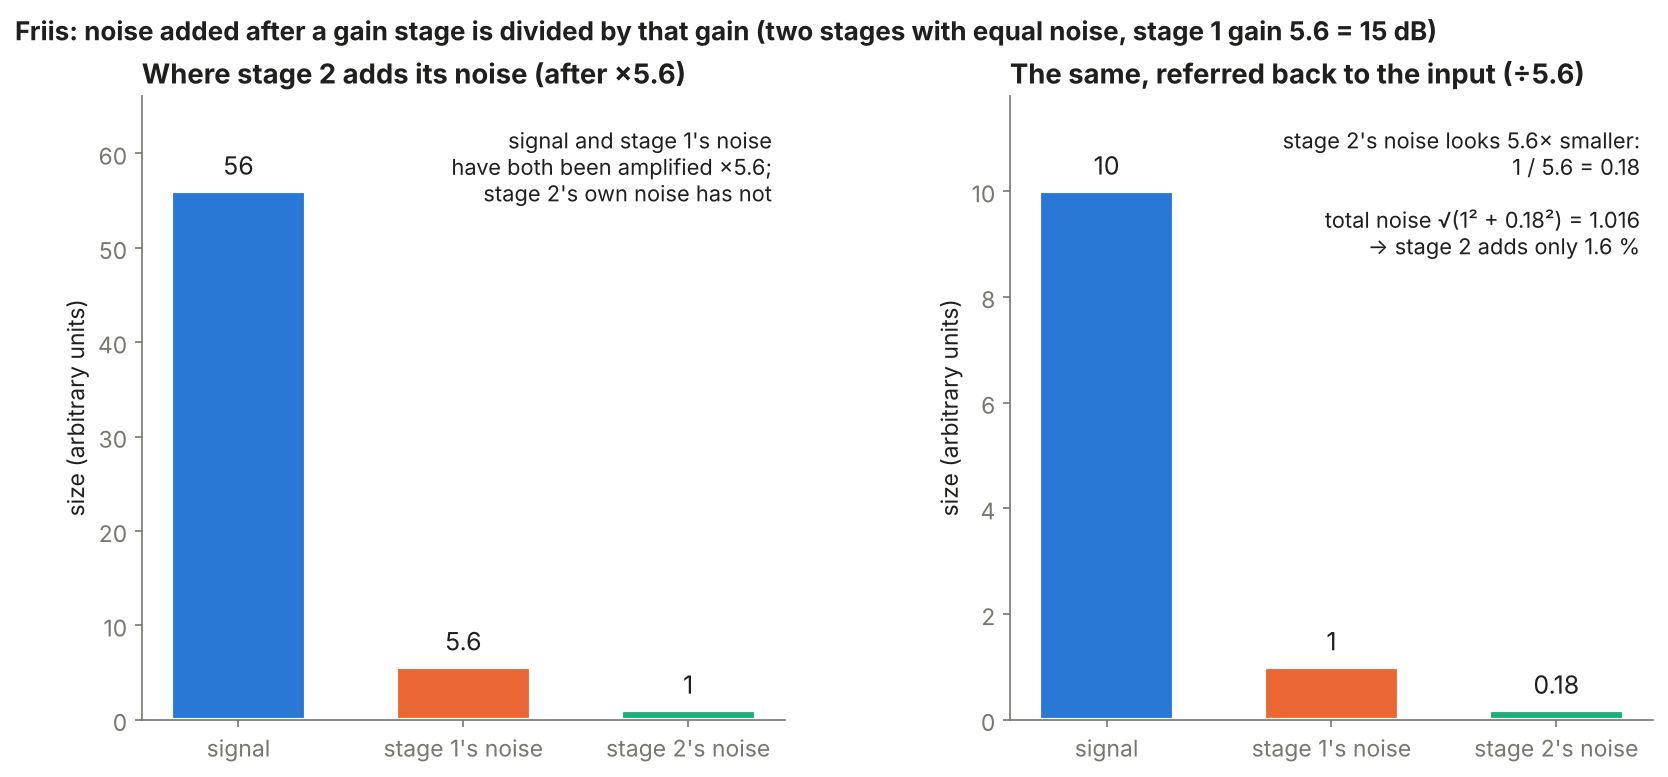 Friis: noise added after a gain stage is divided by that gain (two stages with equal noise, stage 1 gain 5.6 = 15 dB)
Where stage 2 adds its noise (after ×5.6)
signal and stage 1's noise
have both been amplified ×5.6;
stage 2's own noise has not
size (arbitrary units)
60
50
40
30
20
10
0
56
5.6
1
signal
stage 1's noise
stage 2's noise
The same, referred back to the input (÷5.6)
stage 2's noise looks 5.6× smaller:
1 / 5.6 = 0.18
total noise √(1² + 0.18²) = 1.016
→ stage 2 adds only 1.6 %
size (arbitrary units)
10
8
6
4
2
0
10
1
0.18
signal
stage 1's noise
stage 2's noise